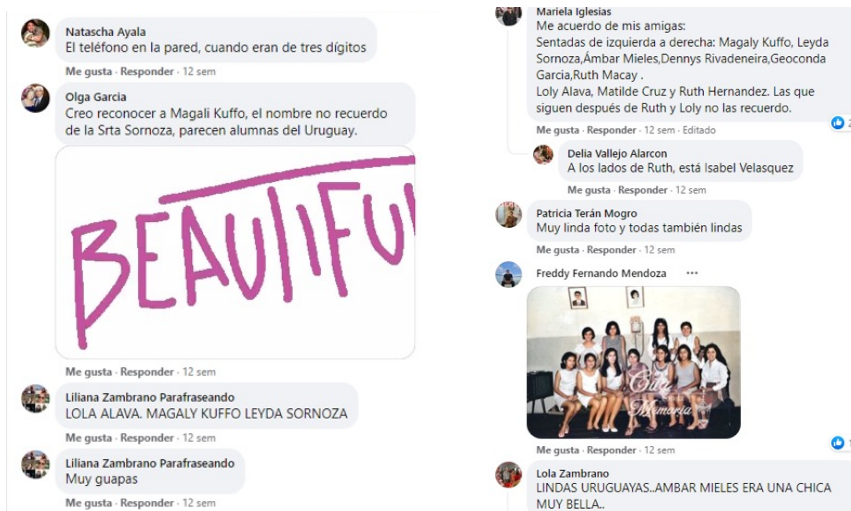 Natascha Ayala
El teléfono en la pared, cuando eran de tres dígitos
Me gusta · Responder · 12 sem
Olga Garcia
Creo reconocer a Magali Kuffo, el nombre no recuerdo
de la Srta Sornoza, parecen alumnas del Uruguay.
BEAUTIFU
Me gusta · Responder · 12 sem
Liliana Zambrano Parafraseando
LOLA ALAVA. MAGALY KUFFO LEYDA SORNOZA
Me gusta · Responder · 12 sem
Liliana Zambrano Parafraseando
Muy guapas
Me gusta · Responder · 12 sem
Mariela Iglesias
Me acuerdo de mis amigas:
Sentadas de izquierda a derecha: Magaly Kuffo, Leyda
Sornoza,Ámbar Mieles,Dennys Rivadeneira,Geoconda
Garcia,Ruth Macay .
Loly Alava, Matilde Cruz y Ruth Hernandez. Las que
siguen después de Ruth y Loly no las recuerdo.
Me gusta · Responder · 12 sem · Editado
Delia Vallejo Alarcon
A los lados de Ruth, está Isabel Velasquez
Me gusta · Responder · 12 sem
Patricia Terán Mogro
Muy linda foto y todas también lindas
Me gusta · Responder · 12 sem
Freddy Fernando Mendoza
Memoria
Me gusta · Responder · 12 sem
Lola Zambrano
LINDAS URUGUAYAS..AMBAR MIELES ERA UNA CHICA
MUY BELLA..